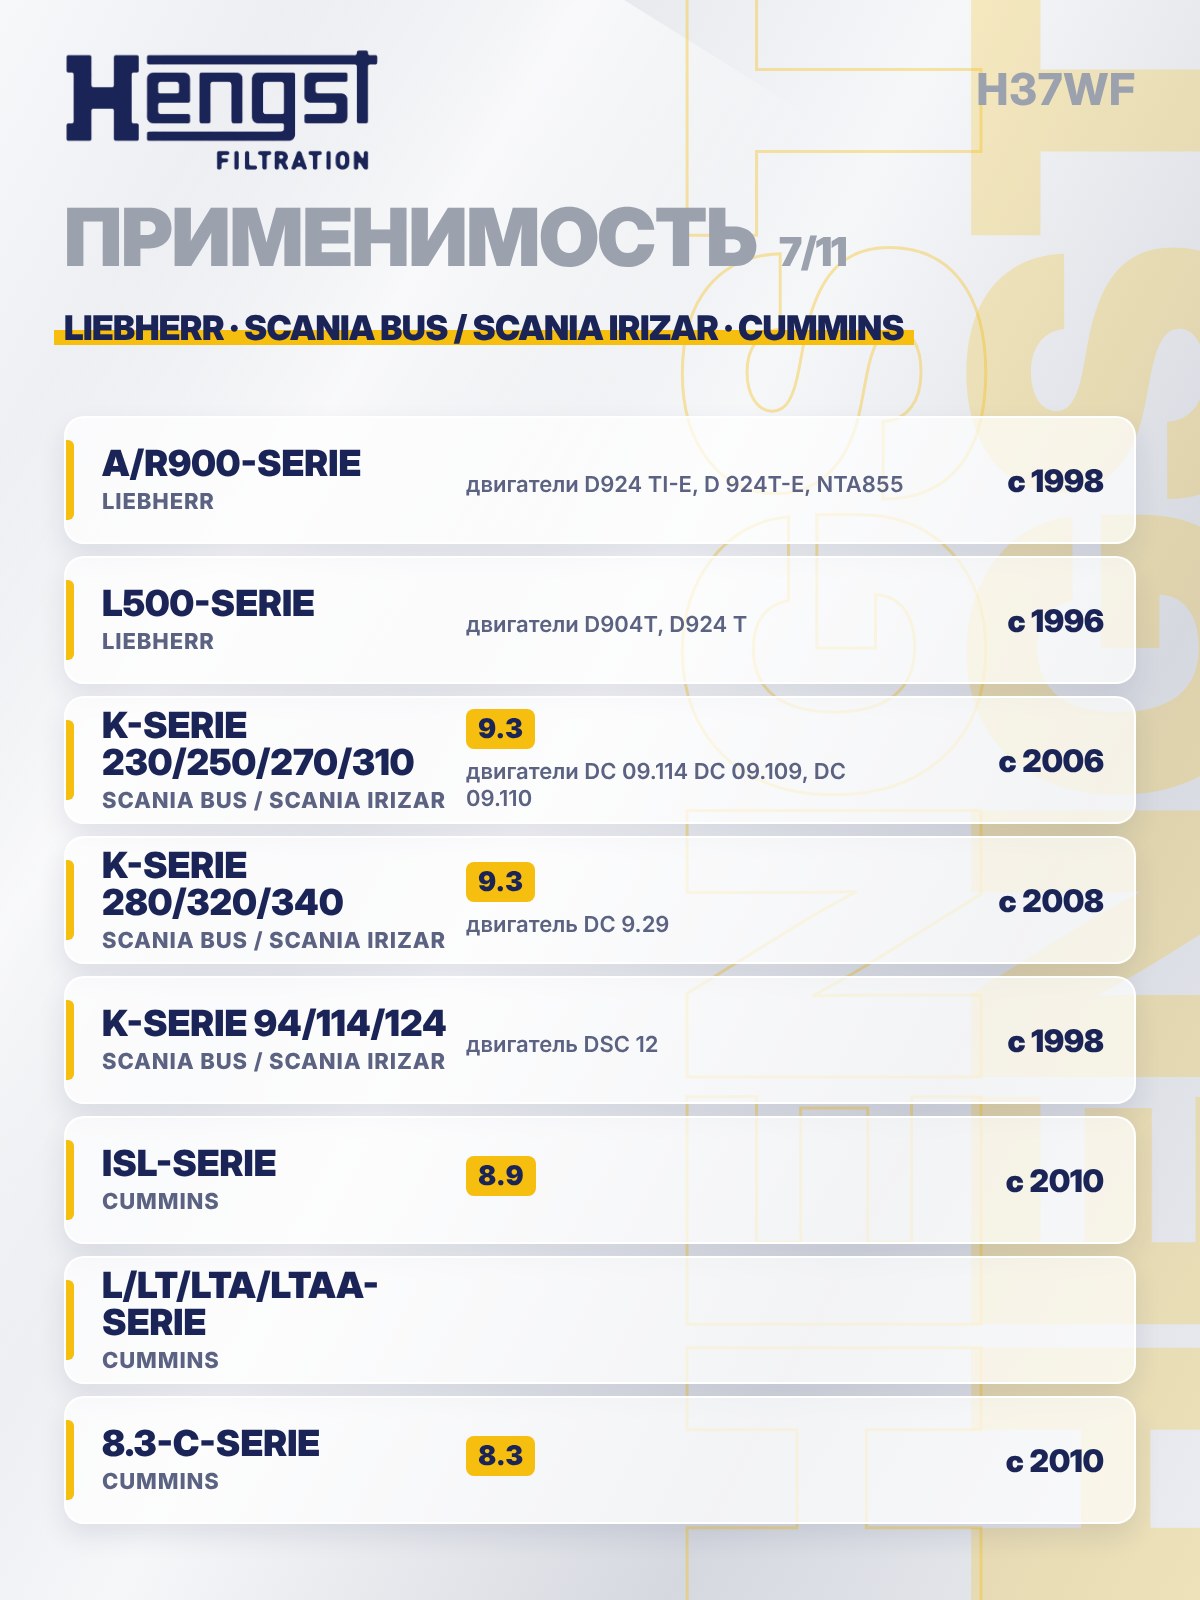 Hengst
FILTRATION
H37WF
ПРИМЕНИМОСТЬ 7/11
LIEBHERR · SCANIA BUS / SCANIA IRIZAR · CUMMINS
A/R900-SERIE
LIEBHERR
двигатели D924 TI-E, D 924T-E, NTA855
с 1998
L500-SERIE
LIEBHERR
двигатели D904T, D924 T
с 1996
K-SERIE
230/250/270/310
SCANIA BUS / SCANIA IRIZAR
9.3
двигатели DC 09.114 DC 09.109, DC
09.110
с 2006
K-SERIE
280/320/340
SCANIA BUS / SCANIA IRIZAR
9.3
двигатель DC 9.29
с 2008
K-SERIE 94/114/124
SCANIA BUS / SCANIA IRIZAR
двигатель DSC 12
с 1998
ISL-SERIE
CUMMINS
8.9
с 2010
L/LT/LTA/LTAA-
SERIE
CUMMINS
8.3-C-SERIE
CUMMINS
8.3
с 2010
HENGST
HENGST